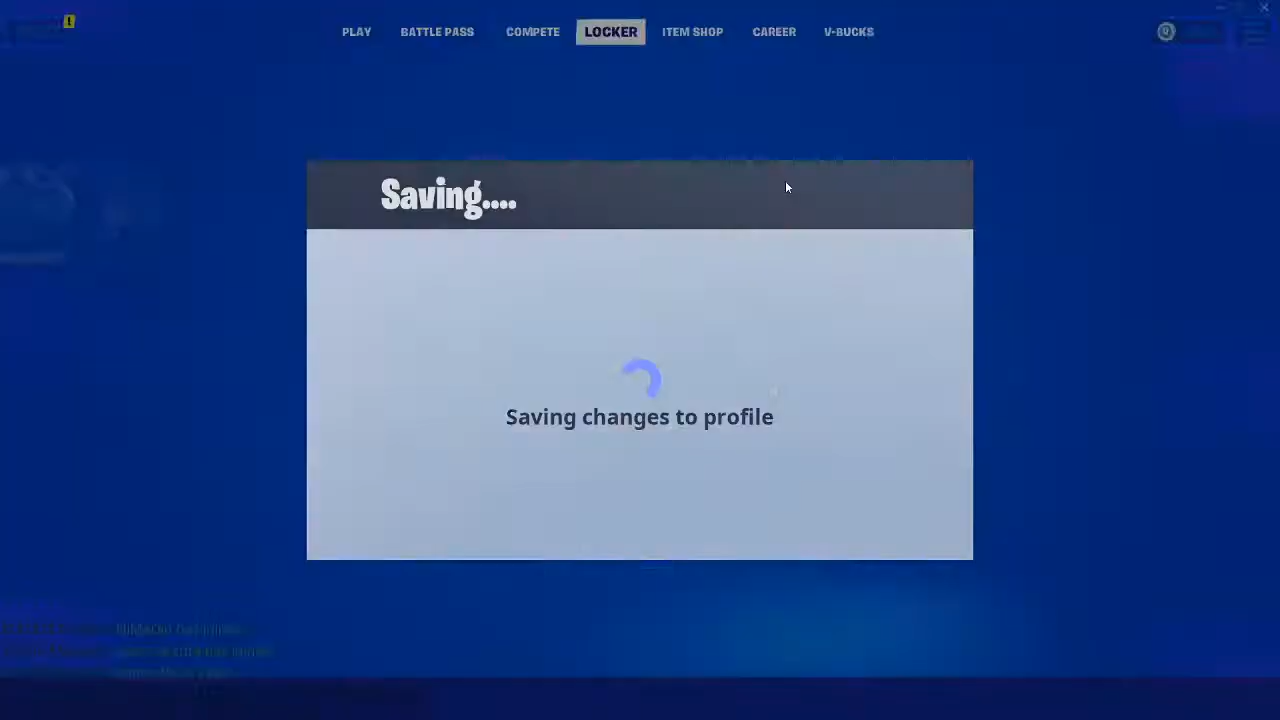 PLAY BATTLE PASS COMPETE LOCKER ITEM SHOP CAREER V-BUCKS
Saving....
Saving changes to profile